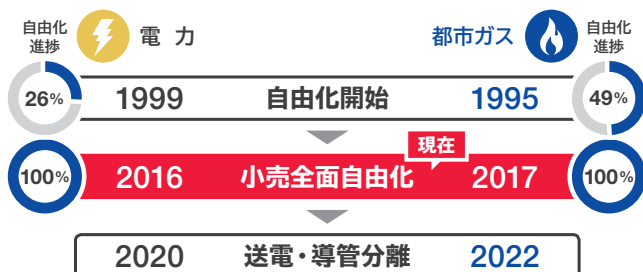 自由化
進捗
電 力
都市ガス
自由化
進捗
26%
1999
自由化開始
1995
49%
現在
100%
2016
小売全面自由化
2017
100%
2020
送電・導管分離
2022